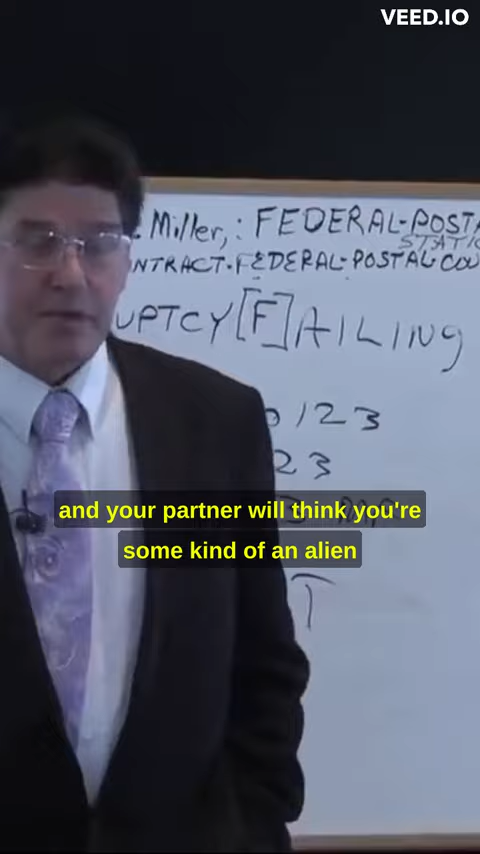 VEED.IO
. Miller,: FEDERAL-POSTA
STATIO
NTRACT-FEDERAL-POSTAL-COU
UPTCY[F]AILING
0123
23
and your partner will think you're
some kind of an alien
T